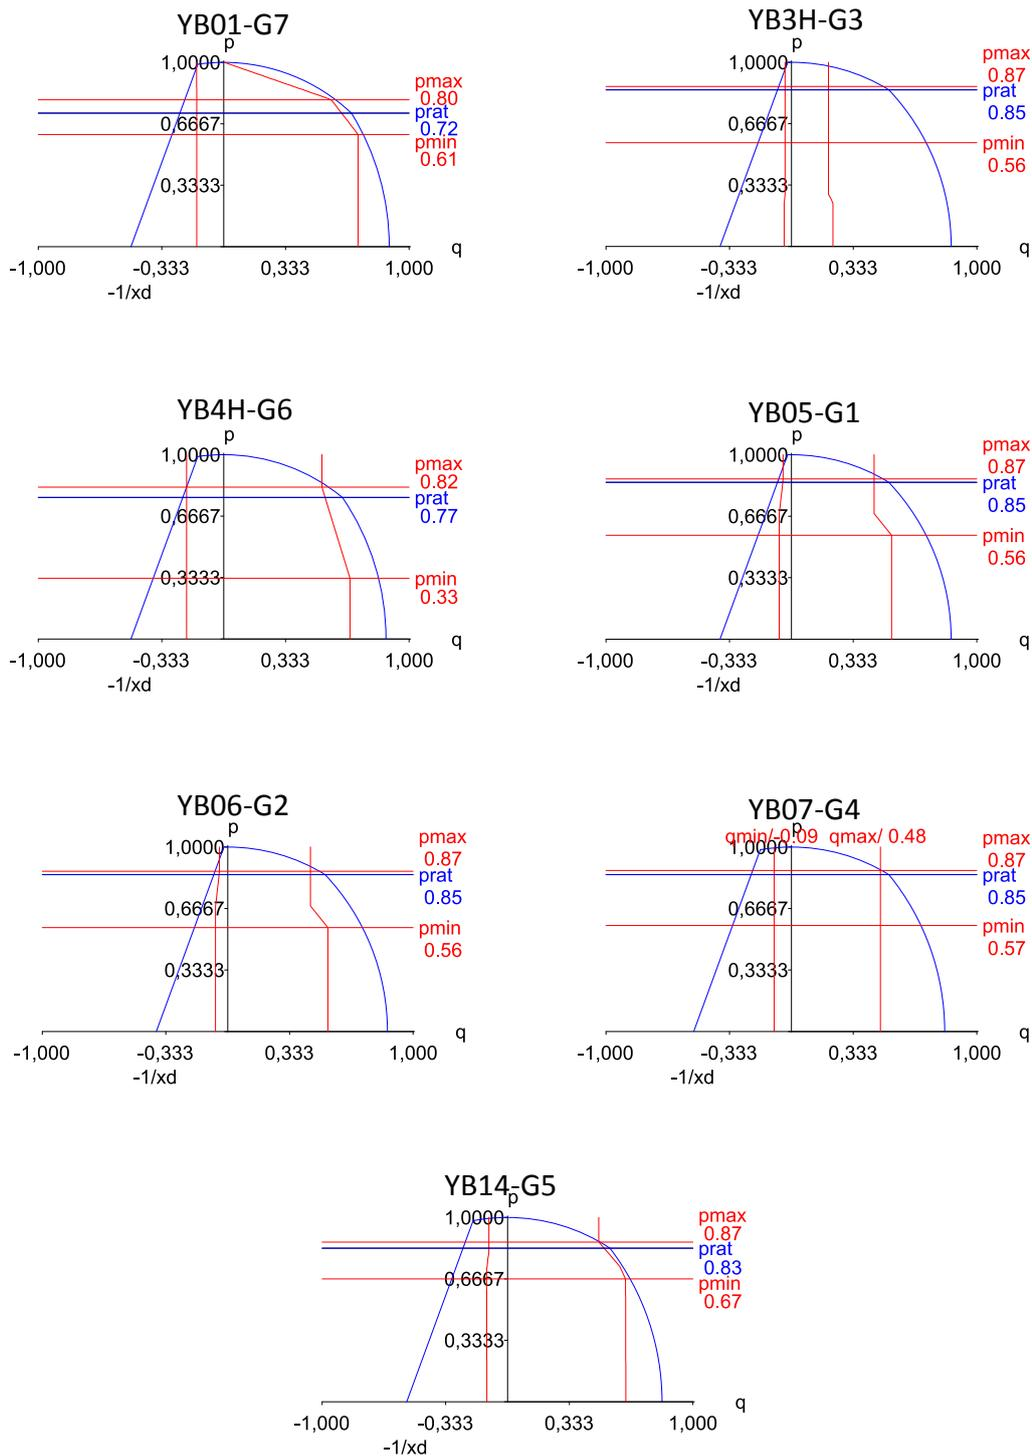 YB01-G7
p
1,0000
pmax
0.80
prat
0.72
0,6667
pmin
0.61
0,3333
q
-1,000 -0,333 0,333 1,000
-1/xd
YB3H-G3
p
1,0000
pmax
0.87
prat
0.85
0,6667
pmin
0.56
0,3333
q
-1,000 -0,333 0,333 1,000
-1/xd
YB4H-G6
p
1,0000
pmax
0.82
prat
0.77
0,6667
0,3333
pmin
0.33
q
-1,000 -0,333 0,333 1,000
-1/xd
YB05-G1
p
1,0000
pmax
0.87
prat
0.85
0,6667
pmin
0.56
0,3333
q
-1,000 -0,333 0,333 1,000
-1/xd
YB06-G2
p
1,0000
pmax
0.87
prat
0.85
0,6667
pmin
0.56
0,3333
q
-1,000 -0,333 0,333 1,000
-1/xd
YB07-G4
p
qmin/-0.09 qmax/ 0.48
1,0000
pmax
0.87
prat
0.85
0,6667
pmin
0.57
0,3333
q
-1,000 -0,333 0,333 1,000
-1/xd
YB14-G5
p
1,0000
pmax
0.87
prat
0.83
0,6667
pmin
0.67
0,3333
q
-1,000 -0,333 0,333 1,000
-1/xd